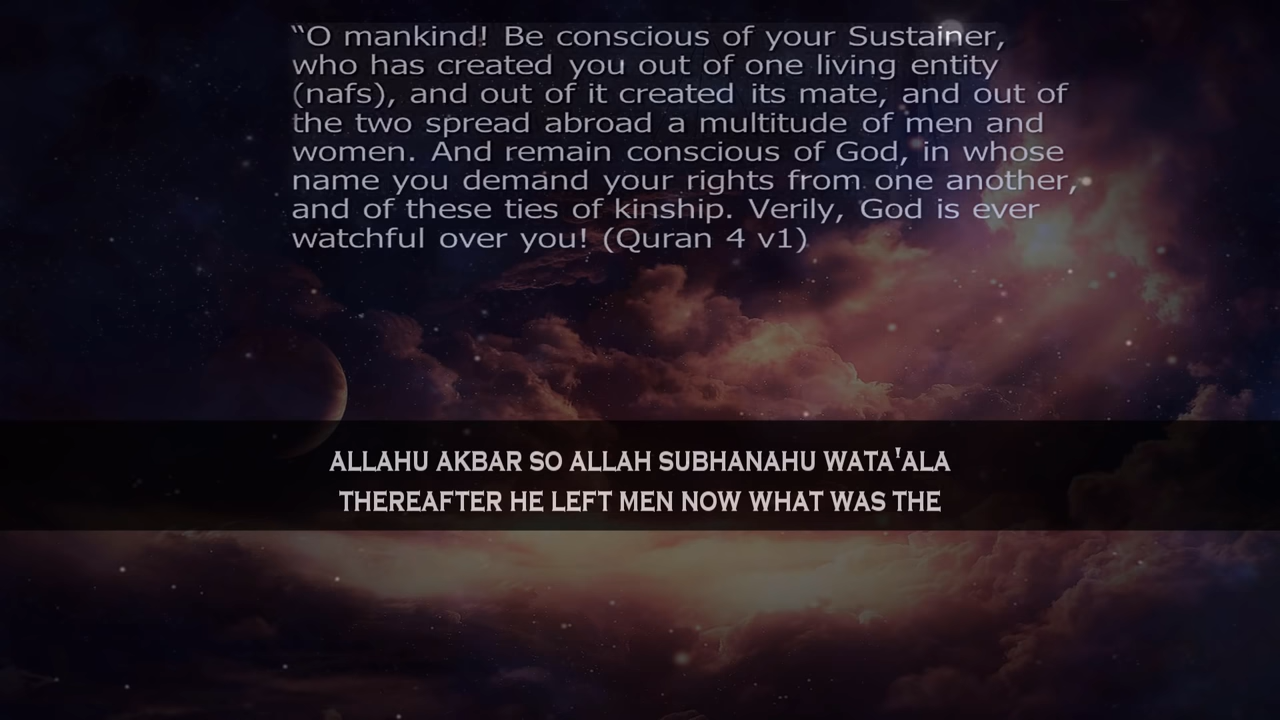 “O mankind! Be conscious of your Sustainer,
who has created you out of one living entity
(nafs), and out of it created its mate, and out of
the two spread abroad a multitude of men and
women. And remain conscious of God, in whose
name you demand your rights from one another,
and of these ties of kinship. Verily, God is ever
watchful over you! (Quran 4 v1)
ALLAHU AKBAR SO ALLAH SUBHANAHU WATA'ALA
THEREAFTER HE LEFT MEN NOW WHAT WAS THE